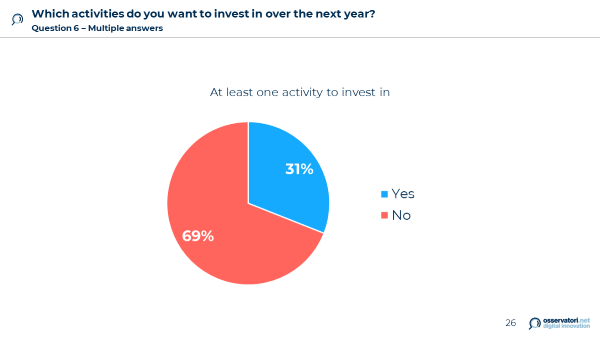 Which activities do you want to invest in over the next year?
Question 6 – Multiple answers
At least one activity to invest in
31%
69%
Yes
No
26
osservatori.net
digital innovation